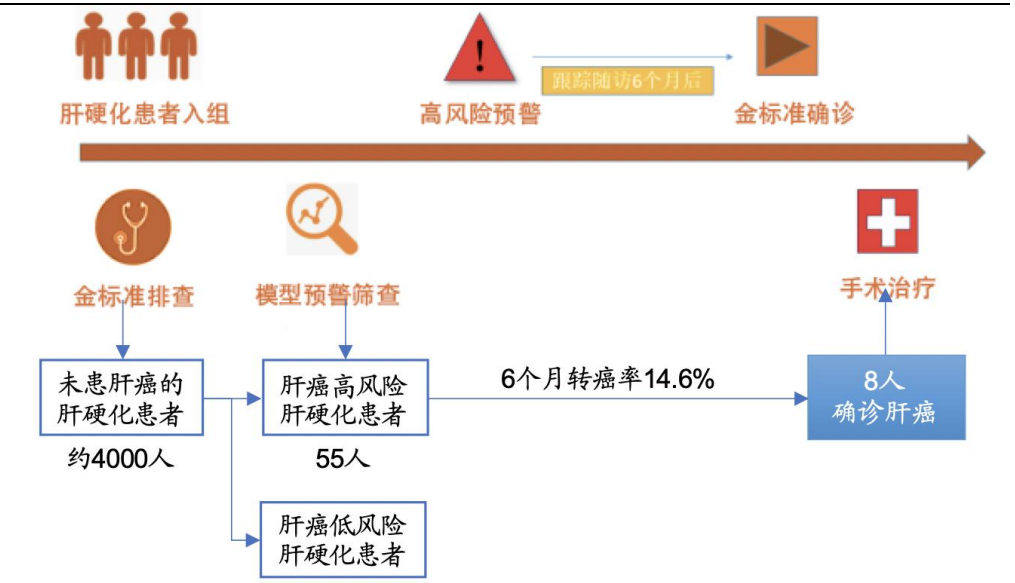 肝硬化患者入组
高风险预警
跟踪随访6个月后
金标准确诊
金标准排查
模型预警筛查
手术治疗
未患肝癌的
肝硬化患者
约4000人
肝癌高风险
肝硬化患者
55人
6个月转癌率14.6%
8人
确诊肝癌
肝癌低风险
肝硬化患者